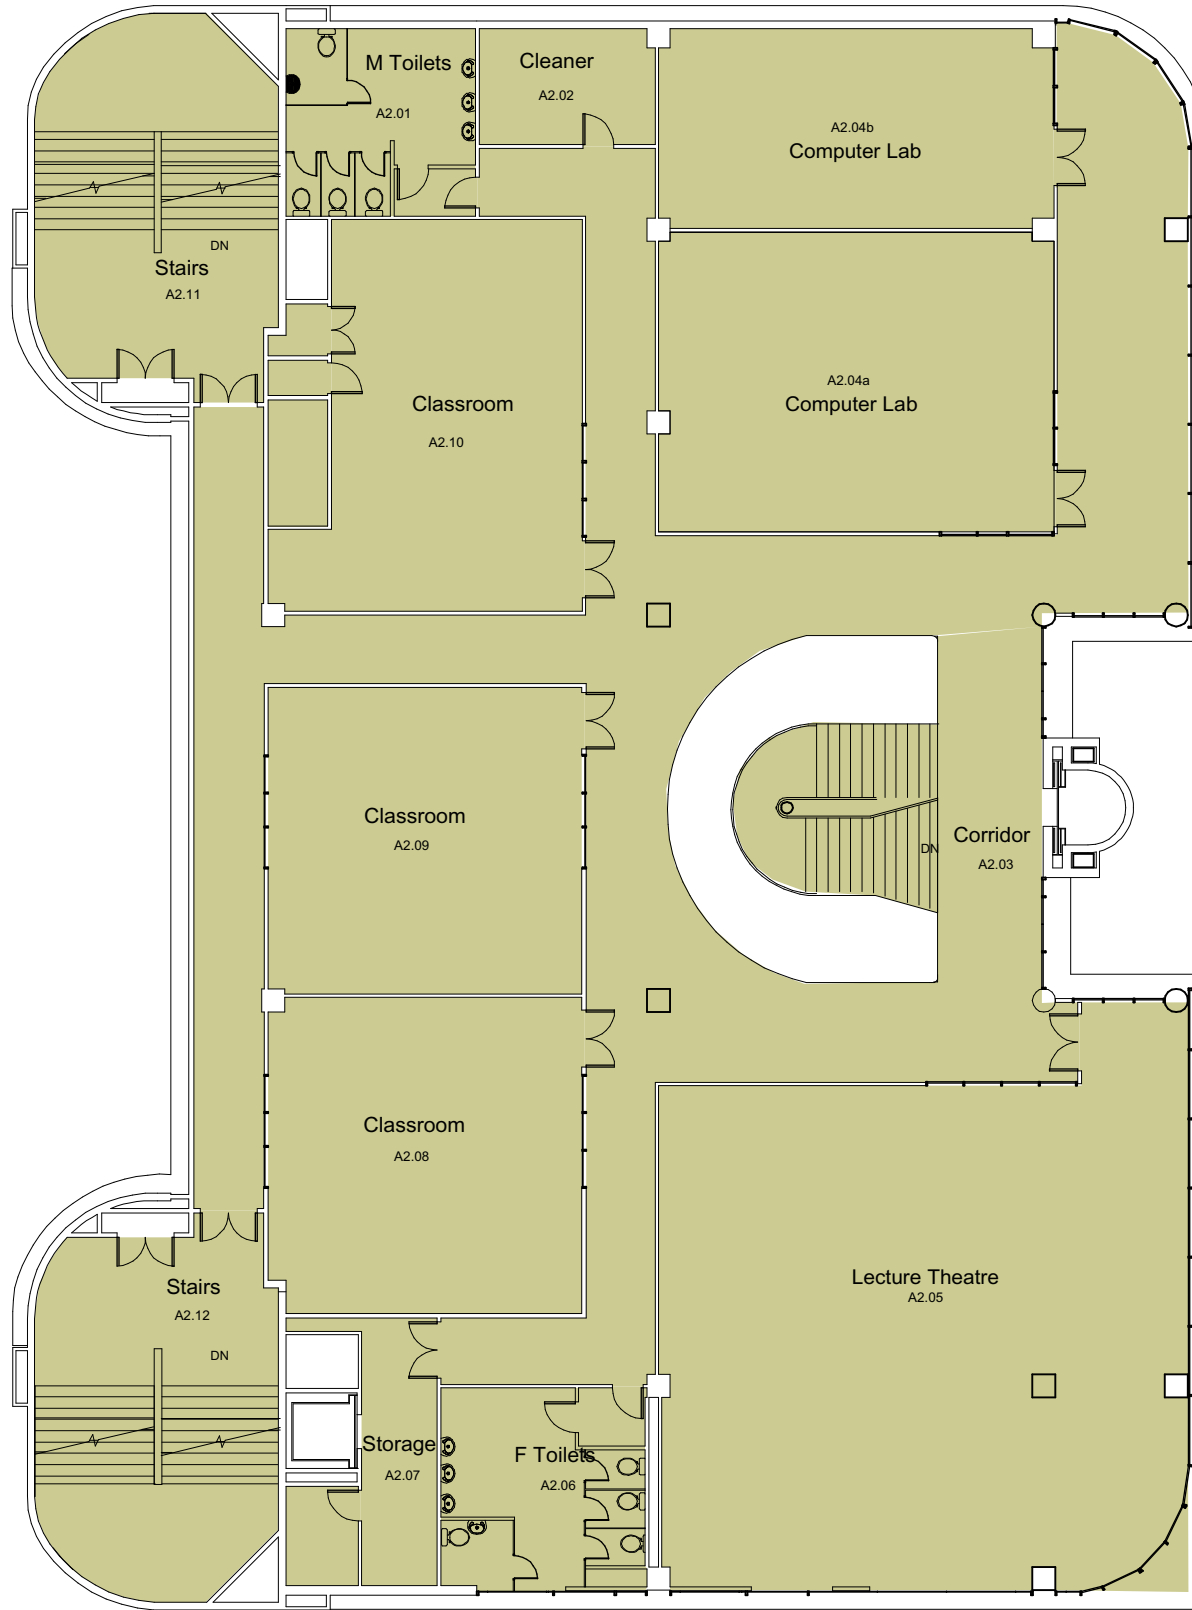 M Toilets
A2.01
Cleaner
A2.02
A2.04b
Computer Lab
DN
Stairs
A2.11
A2.04a
Computer Lab
Classroom
A2.10
Classroom
A2.09
DN
Corridor
A2.03
Classroom
A2.08
Lecture Theatre
A2.05
Stairs
A2.12
DN
Storage
A2.07
F Toilets
A2.06